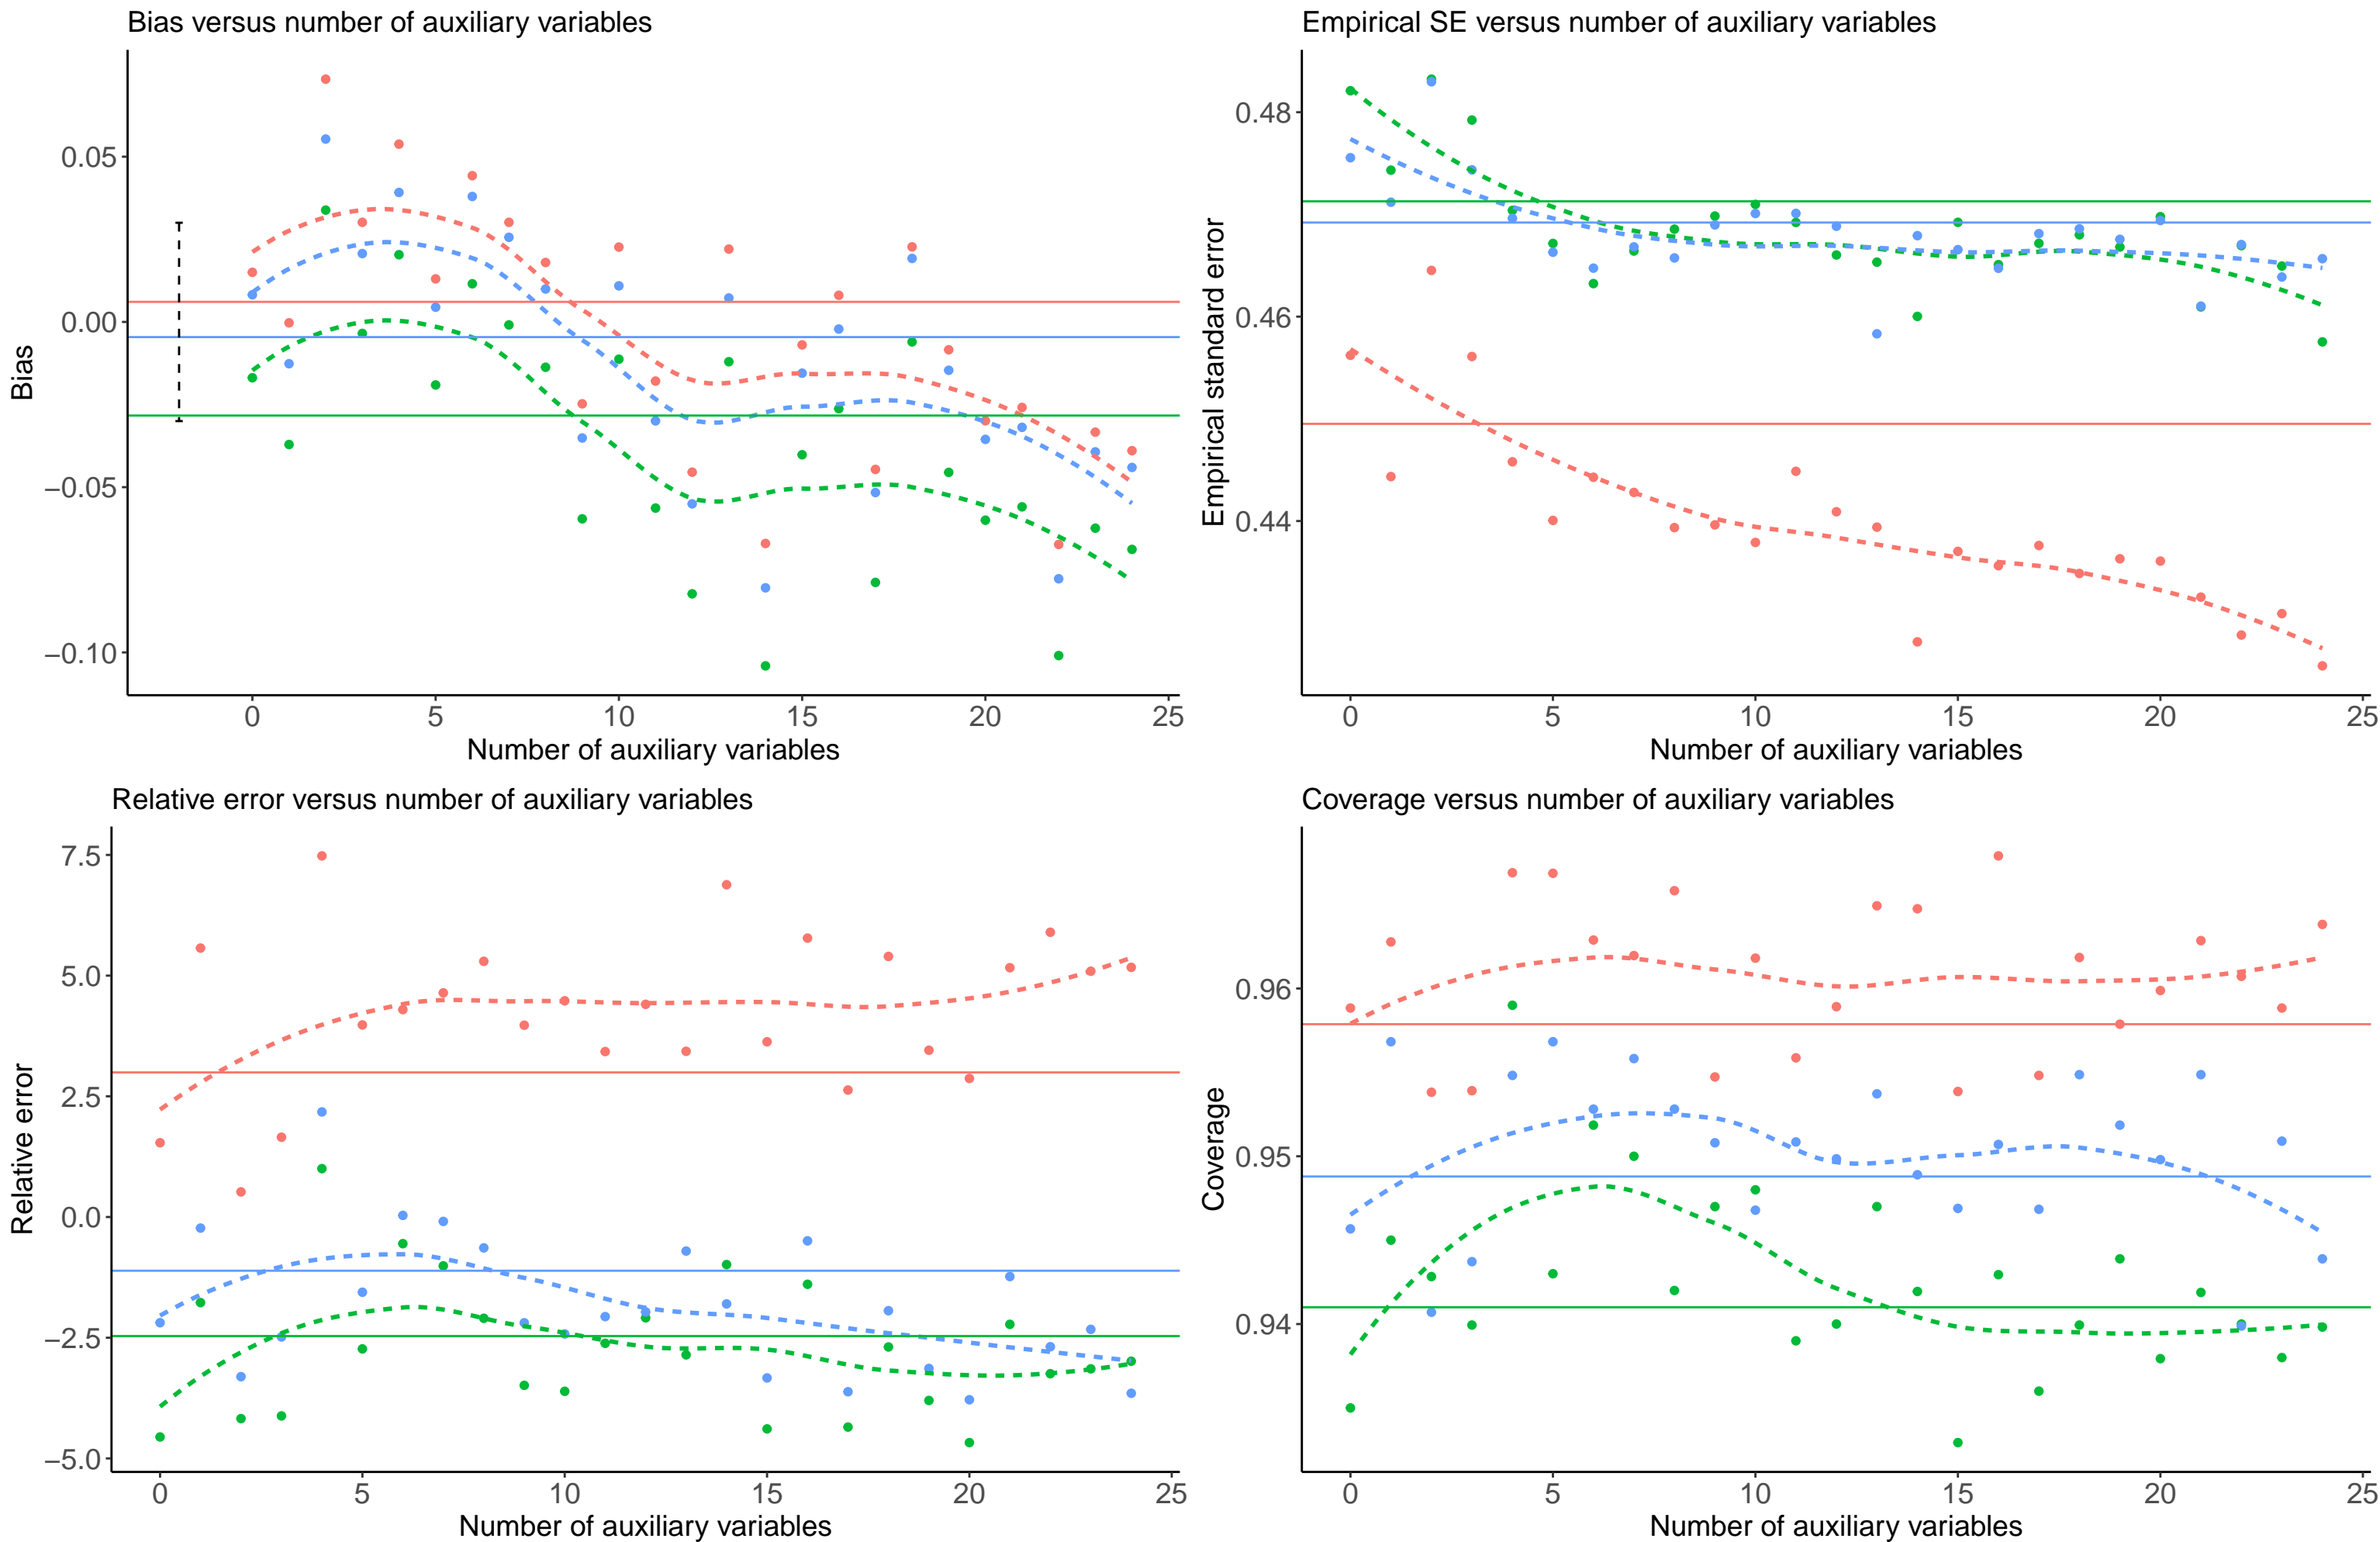 Bias versus number of auxiliary variables
Bias
0.05
0.00
−0.05
−0.10
0 5 10 15 20 25
Number of auxiliary variables
Empirical SE versus number of auxiliary variables
Empirical standard error
0.48
0.46
0.44
0 5 10 15 20 25
Number of auxiliary variables
Relative error versus number of auxiliary variables
Relative error
7.5
5.0
2.5
0.0
−2.5
−5.0
0 5 10 15 20 25
Number of auxiliary variables
Coverage versus number of auxiliary variables
Coverage
0.96
0.95
0.94
0 5 10 15 20 25
Number of auxiliary variables